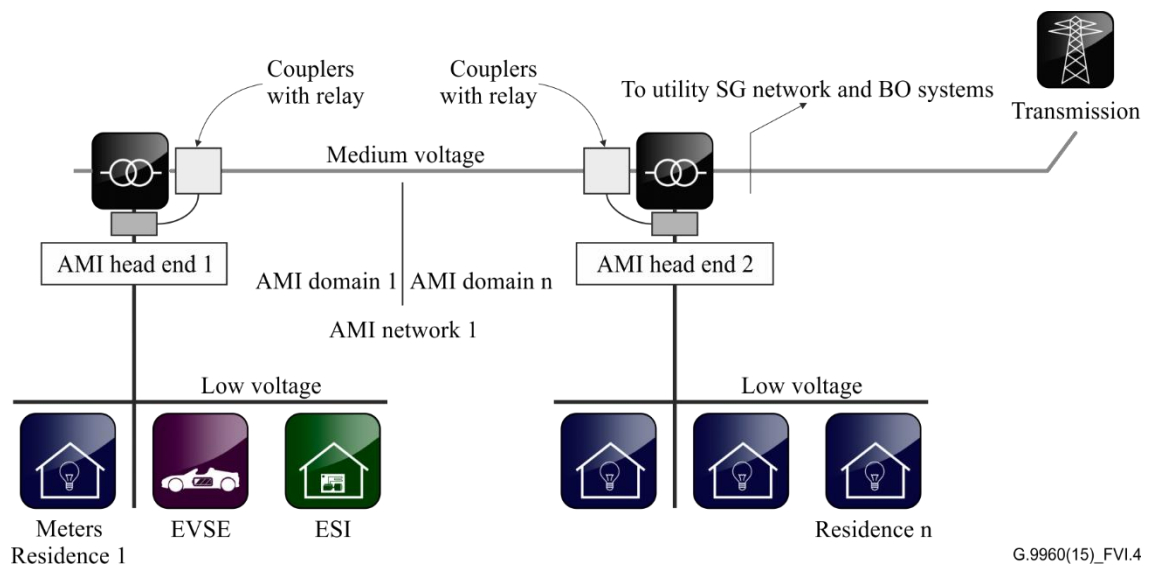 Couplers
with relay
Couplers
with relay
To utility SG network and BO systems
Transmission
Medium voltage
AMI head end 1
AMI domain 1
AMI domain n
AMI head end 2
AMI network 1
Low voltage
Low voltage
Meters
Residence 1
EVSE
ESI
Residence n
G.9960(15)_FVI.4